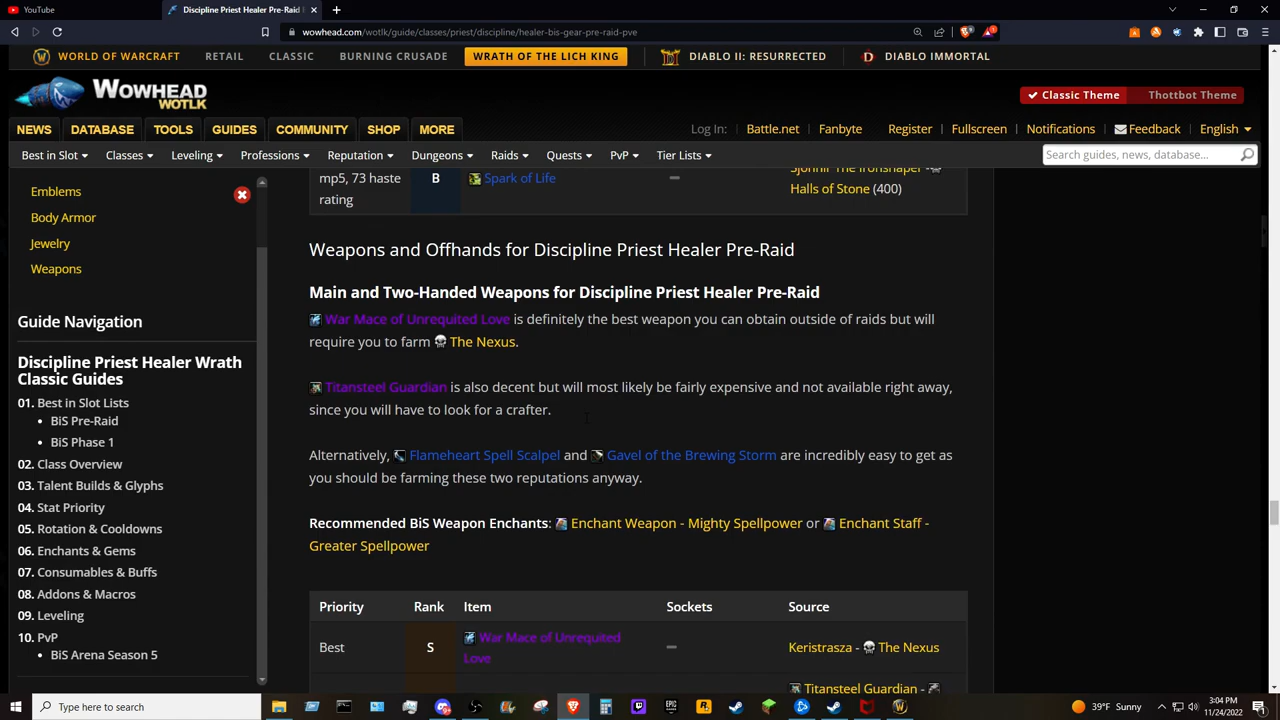 YouTube
Discipline Priest Healer Pre-Raid
wowhead.com/wotlk/guide/classes/priest/discipline/healer-bis-gear-pre-raid-pve
WORLD OF WARCRAFT RETAIL CLASSIC BURNING CRUSADE WRATH OF THE LICH KING DIABLO II: RESURRECTED DIABLO IMMORTAL
WOWHEAD
WOTLK
Classic Theme Thottbot Theme
NEWS DATABASE TOOLS GUIDES COMMUNITY SHOP MORE Log In: Battle.net Fanbyte Register Fullscreen Notifications Feedback English
Best in Slot Classes Leveling Professions Reputation Dungeons Raids Quests PvP Tier Lists Search guides, news, database...
Emblems
Body Armor
Jewelry
Weapons
Guide Navigation
Discipline Priest Healer Wrath
Classic Guides
01. Best in Slot Lists
• BiS Pre-Raid
• BiS Phase 1
02. Class Overview
03. Talent Builds & Glyphs
04. Stat Priority
05. Rotation & Cooldowns
06. Enchants & Gems
07. Consumables & Buffs
08. Addons & Macros
09. Leveling
10. PvP
• BiS Arena Season 5
mp5, 73 haste
rating
B
Spark of Life
Sjonnir The Ironshaper -
Halls of Stone (400)
Weapons and Offhands for Discipline Priest Healer Pre-Raid
Main and Two-Handed Weapons for Discipline Priest Healer Pre-Raid
War Mace of Unrequited Love is definitely the best weapon you can obtain outside of raids but will
require you to farm The Nexus.
Titansteel Guardian is also decent but will most likely be fairly expensive and not available right away,
since you will have to look for a crafter.
Alternatively, Flameheart Spell Scalpel and Gavel of the Brewing Storm are incredibly easy to get as
you should be farming these two reputations anyway.
Recommended BiS Weapon Enchants: Enchant Weapon - Mighty Spellpower or Enchant Staff -
Greater Spellpower
Priority Rank Item Sockets Source
Best S War Mace of Unrequited
Love
Keristrasza - The Nexus
Titansteel Guardian -
Type here to search
39°F Sunny
3:04 PM
11/24/2022